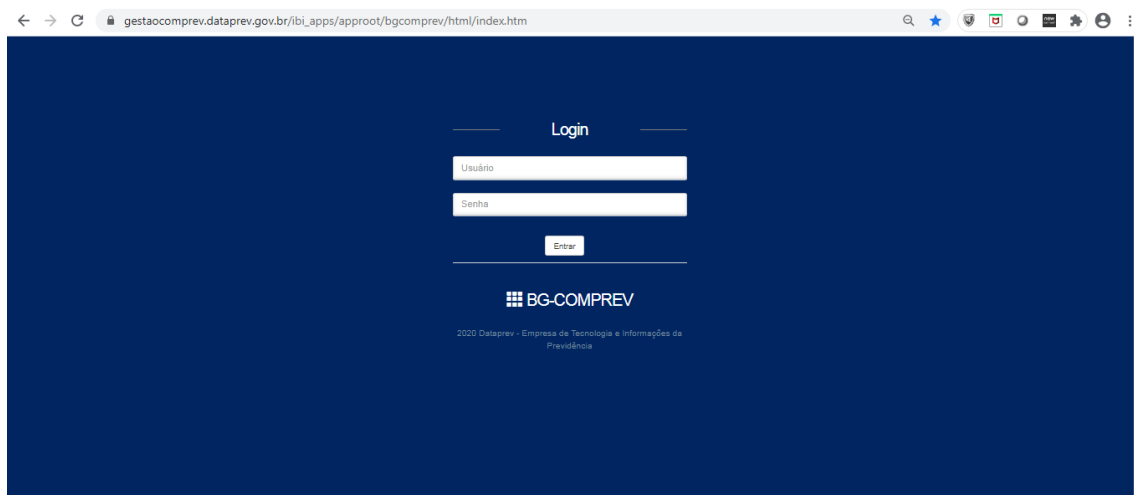 gestaocomprev.dataprev.gov.br/ibi_apps/approot/bgcomprev/html/index.htm
Login
Usuário
Senha
Entrar
BG-COMPREV
2020 Dataprev - Empresa de Tecnologia e Informações da
Previdência